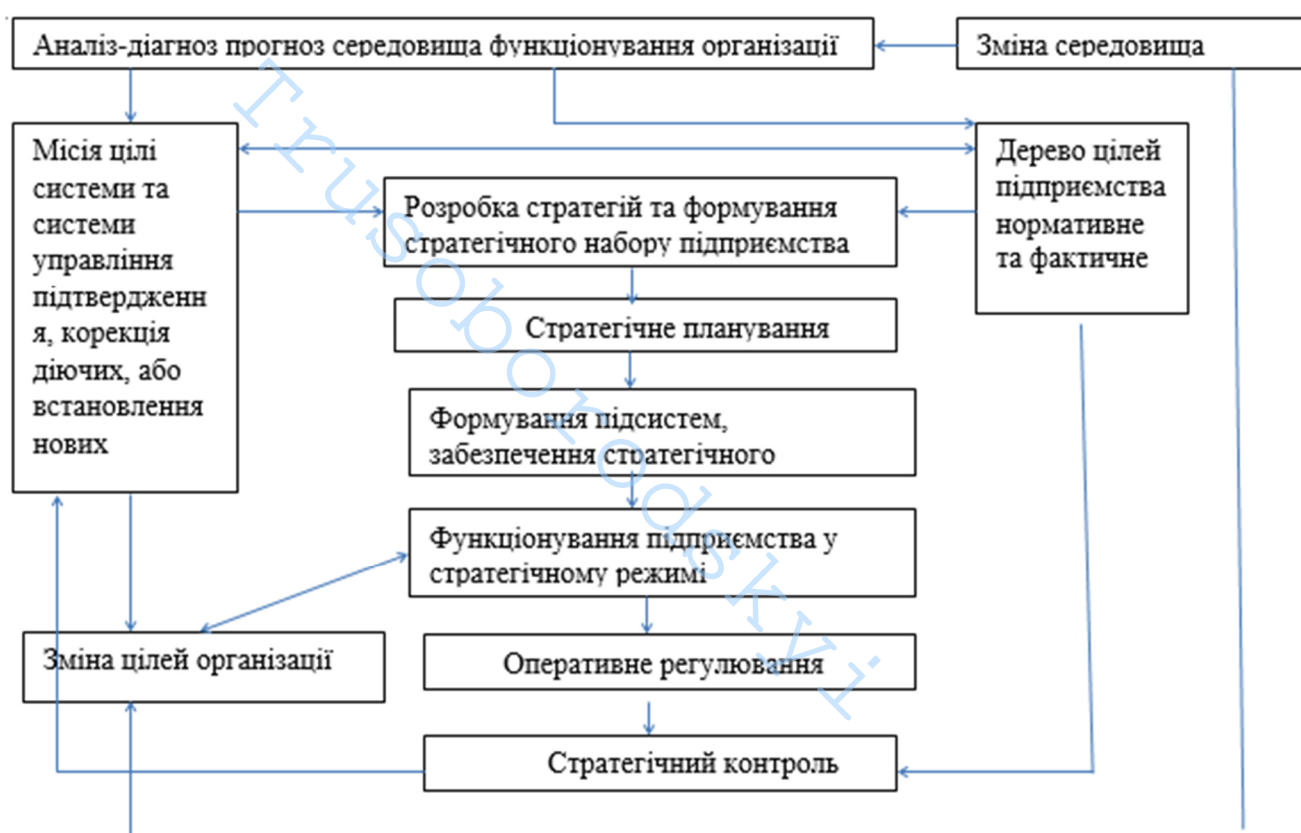 Аналіз-діагноз прогноз середовища функціонування організації
Зміна середовища
Місія цілі
системи та
системи
управління
підтвердженн
я, корекція
діючих, або
встановлення
нових
Дерево цілей
підприємства
нормативне
та фактичне
Розробка стратегій та формування
стратегічного набору підприємства
Стратегічне планування
Формування підсистем,
забезпечення стратегічного
Функціонування підприємства у
стратегічному режимі
Зміна цілей організації
Оперативне регулювання
Стратегічний контроль
Trusoborodskyi